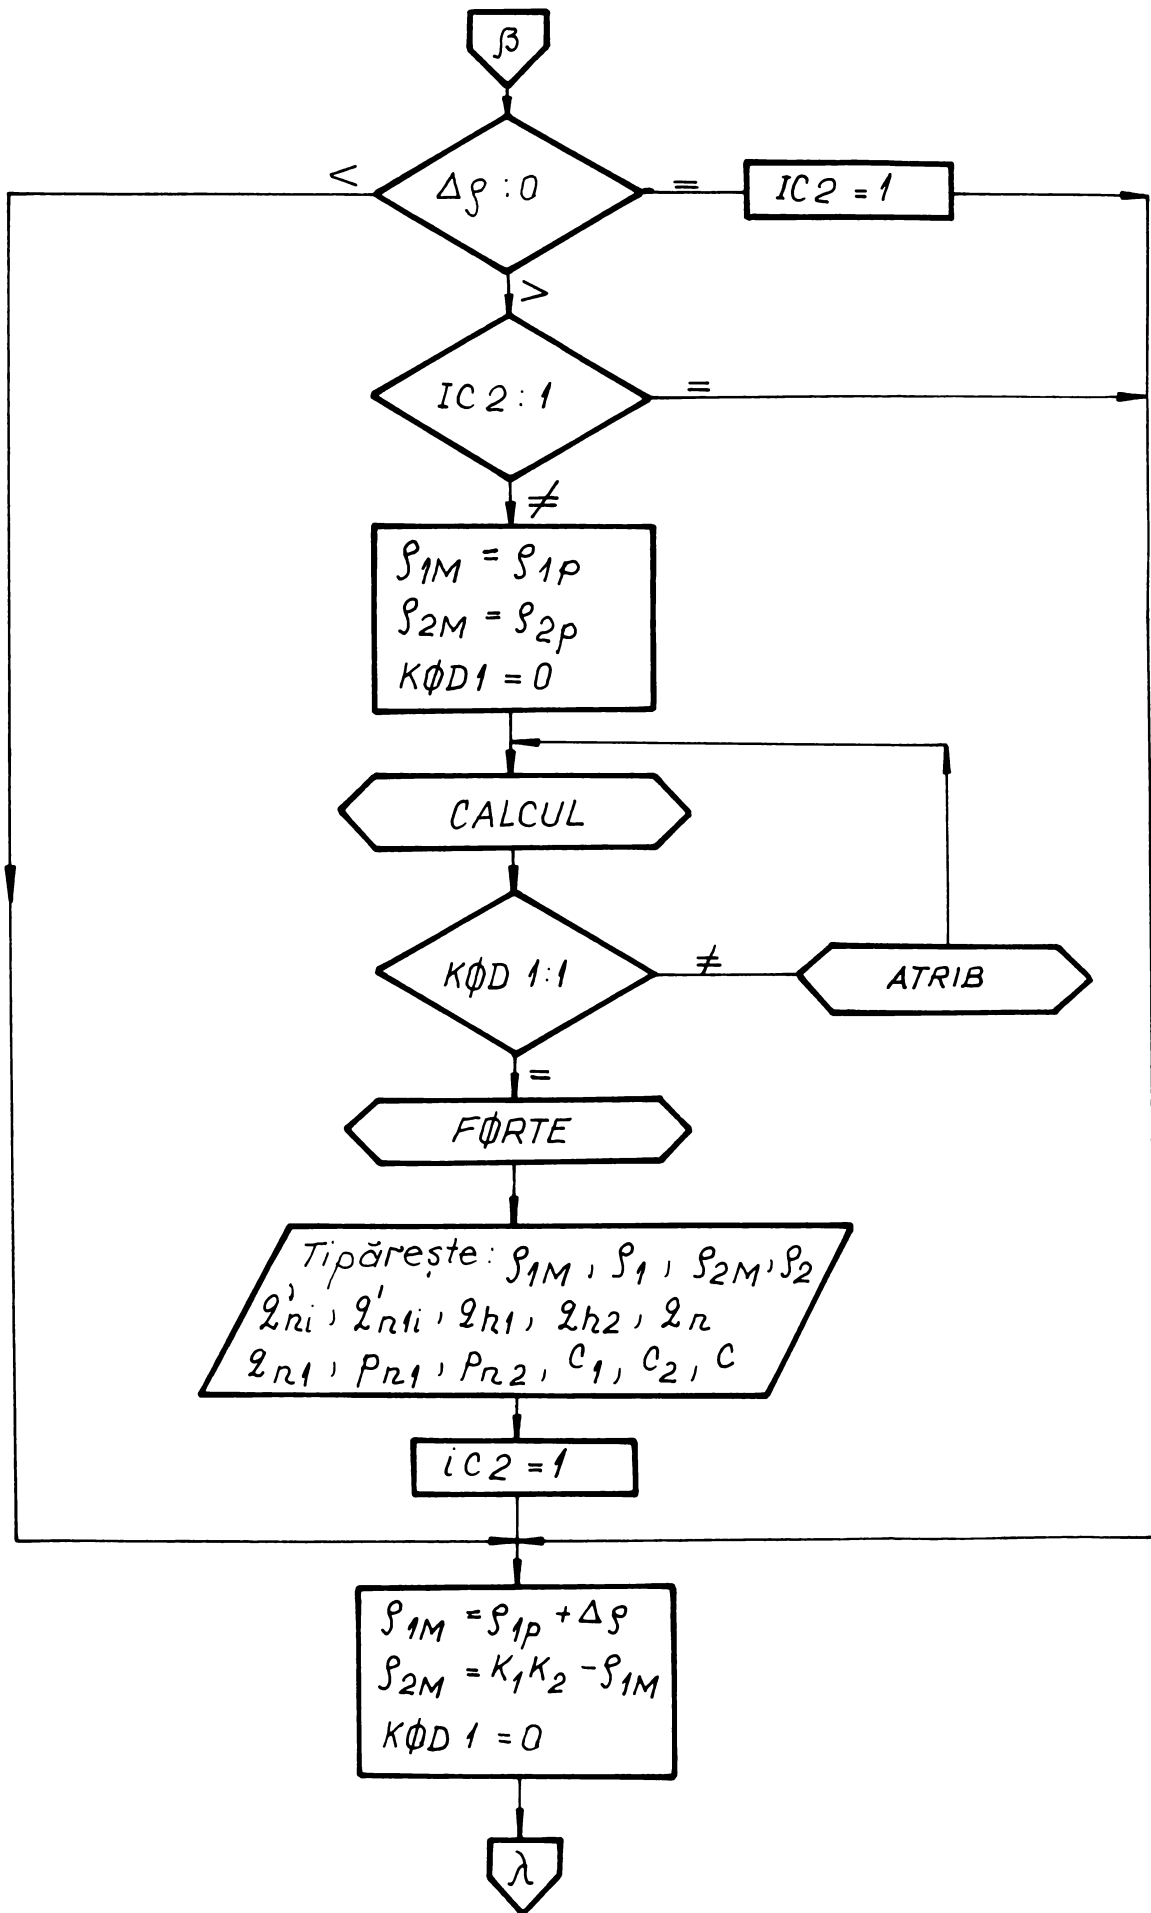 β
< Δρ:0 = IC2 = 1
>
IC2:1 =
≠
ρ1M = ρ1p
ρ2M = ρ2p
KØD1 = 0
CALCUL
KØD 1:1 ≠ ATRIB
=
FØRTE
Tipărește: ρ1M, ρ1, ρ2M, ρ2
q'ni, q'n1i, qh1, qh2, qn
qn1, pn1, pn2, c1, c2, c
iC2 = 1
ρ1M = ρ1p + Δρ
ρ2M = K1K2 - ρ1M
KØD 1 = 0
λ